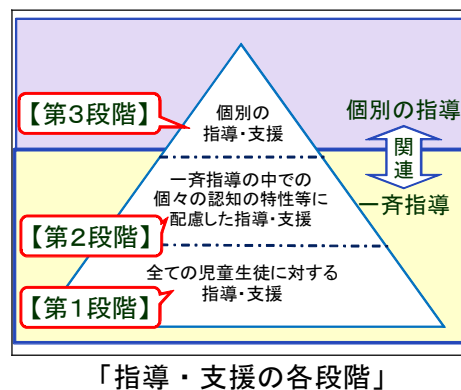 【第3段階】
個別の
指導・支援
個別の指導
関
連
一斉指導
一斉指導の中での
個々の認知の特性等に
配慮した指導・支援
【第2段階】
全ての児童生徒に対する
指導・支援
【第1段階】
「指導・支援の各段階」